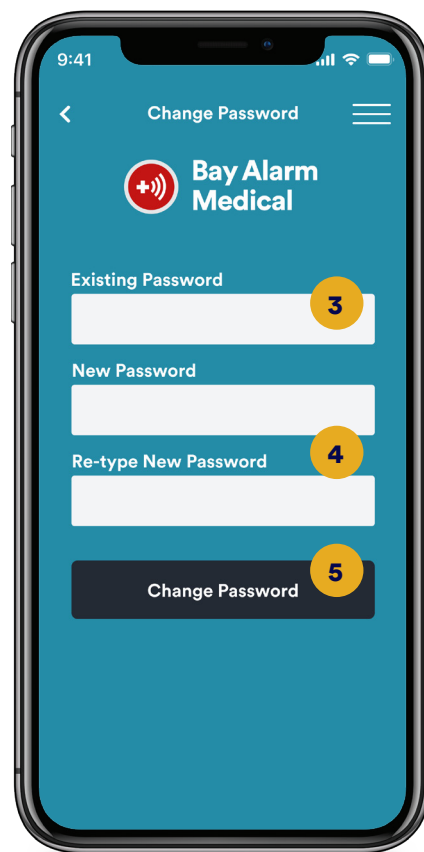 9:41
Change Password
Bay Alarm
Medical
Existing Password
3
New Password
Re-type New Password
4
Change Password
5